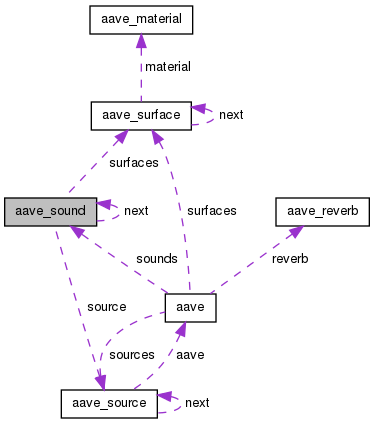 aave_material
material
aave_surface
next
surfaces
aave_sound
next
surfaces
aave_reverb
sounds
reverb
source
aave
sources
aave
aave_source
next